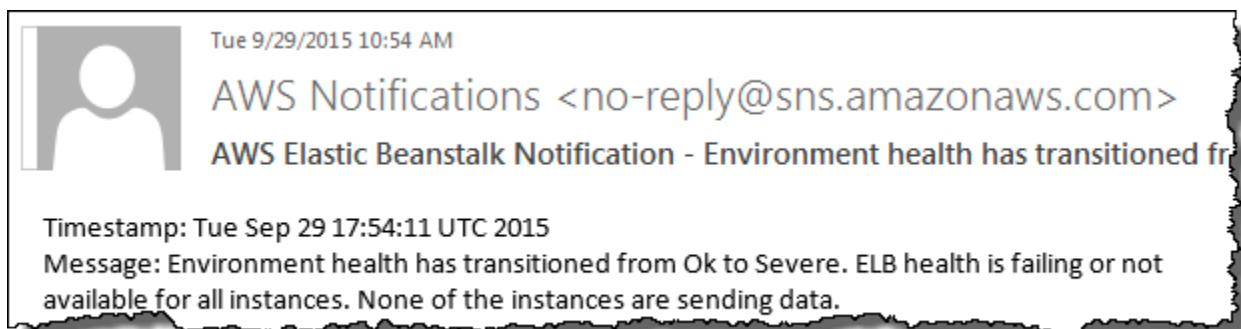 Tue 9/29/2015 10:54 AM
AWS Notifications <no-reply@sns.amazonaws.com>
AWS Elastic Beanstalk Notification - Environment health has transitioned
Timestamp: Tue Sep 29 17:54:11 UTC 2015
Message: Environment health has transitioned from Ok to Severe. ELB health is failing or not
available for all instances. None of the instances are sending data.